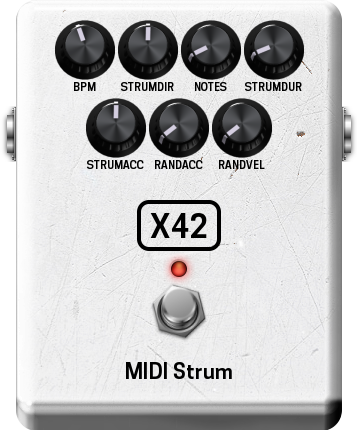 BPM STRUMDIR NOTES STRUMDUR
STRUMACC RANDACC RANDVEL
X42
MIDI Strum